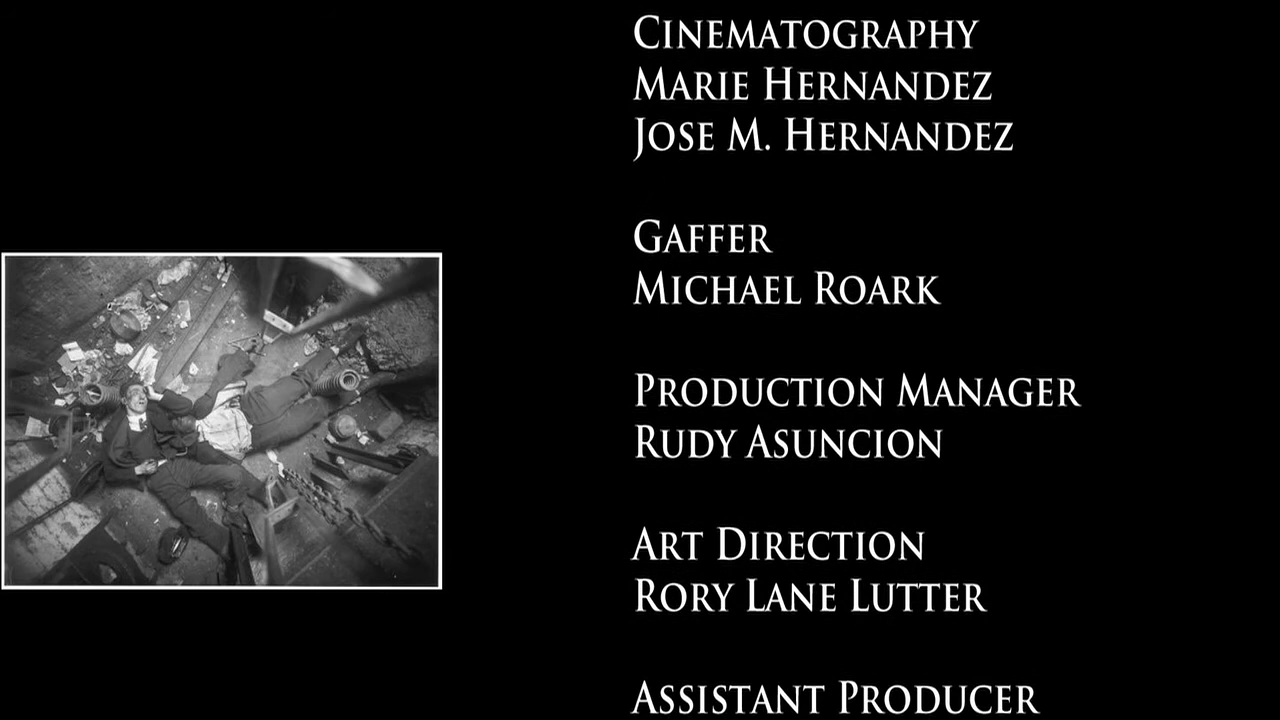 CINEMATOGRAPHY
MARIE HERNANDEZ
JOSE M. HERNANDEZ
GAFFER
MICHAEL ROARK
PRODUCTION MANAGER
RUDY ASUNCION
ART DIRECTION
RORY LANE LUTTER
ASSISTANT PRODUCER